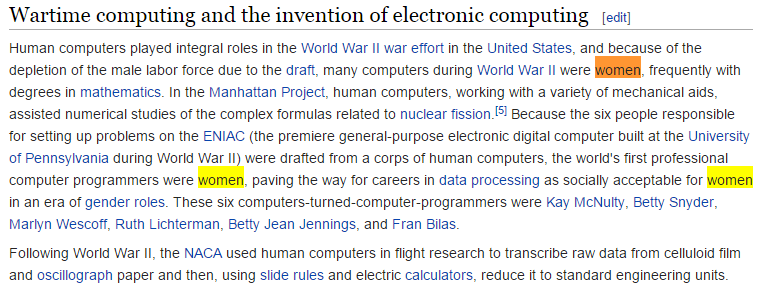 Wartime computing and the invention of electronic computing [edit]
Human computers played integral roles in the World War II war effort in the United States, and because of the
depletion of the male labor force due to the draft, many computers during World War II were women, frequently with
degrees in mathematics. In the Manhattan Project, human computers, working with a variety of mechanical aids,
assisted numerical studies of the complex formulas related to nuclear fission.[5] Because the six people responsible
for setting up problems on the ENIAC (the premiere general-purpose electronic digital computer built at the University
of Pennsylvania during World War II) were drafted from a corps of human computers, the world's first professional
computer programmers were women, paving the way for careers in data processing as socially acceptable for women
in an era of gender roles. These six computers-turned-computer-programmers were Kay McNulty, Betty Snyder,
Marlyn Wescoff, Ruth Lichterman, Betty Jean Jennings, and Fran Bilas.
Following World War II, the NACA used human computers in flight research to transcribe raw data from celluloid film
and oscillograph paper and then, using slide rules and electric calculators, reduce it to standard engineering units.